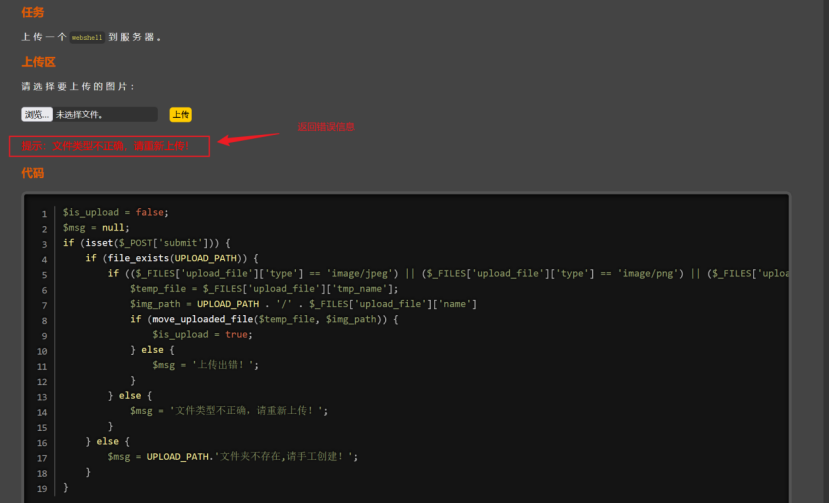 任务
上传一个 webshell 到服务器。
上传区
请选择要上传的图片：
浏览... 未选择文件。 上传
返回错误信息
提示：文件类型不正确，请重新上传！
代码
1 $is_upload = false;
2 $msg = null;
3 if (isset($_POST['submit'])) {
4 if (file_exists(UPLOAD_PATH)) {
5 if (($_FILES['upload_file']['type'] == 'image/jpeg') || ($_FILES['upload_file']['type'] == 'image/png') || ($_FILES['uploa
6 $temp_file = $_FILES['upload_file']['tmp_name'];
7 $img_path = UPLOAD_PATH . '/' . $_FILES['upload_file']['name']
8 if (move_uploaded_file($temp_file, $img_path)) {
9 $is_upload = true;
10 } else {
11 $msg = '上传出错！';
12 }
13 } else {
14 $msg = '文件类型不正确，请重新上传！';
15 }
16 } else {
17 $msg = UPLOAD_PATH.'文件夹不存在,请手工创建！';
18 }
19 }